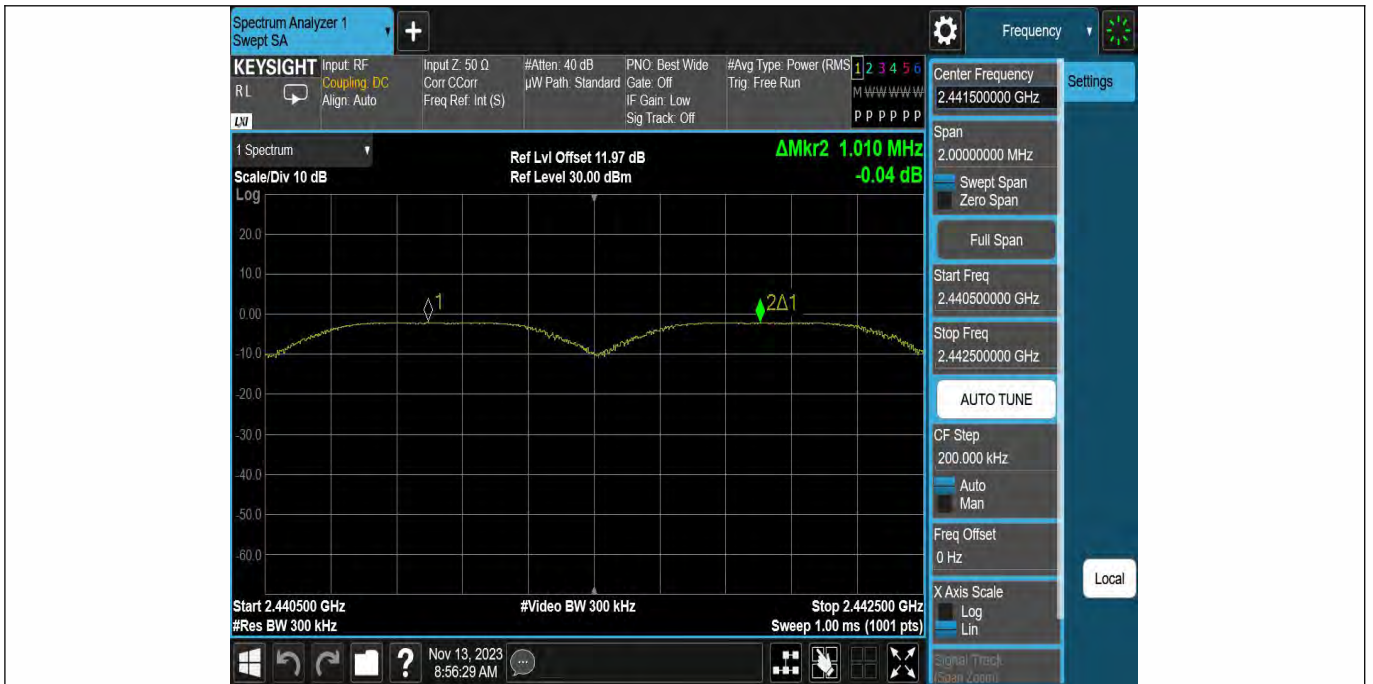 Spectrum Analyzer 1
Swept SA
+
Frequency
KEYSIGHT
RL
LXI
Input: RF
Coupling: DC
Align: Auto
Input Z: 50 Ω
Corr CCorr
Freq Ref: Int (S)
#Atten: 40 dB
µW Path: Standard
PNO: Best Wide
Gate: Off
IF Gain: Low
Sig Track: Off
#Avg Type: Power (RMS
Trig: Free Run
1 2 3 4 5 6
M W W W W W
P P P P P P
1 Spectrum
Scale/Div 10 dB
Log
Ref Lvl Offset 11.97 dB
Ref Level 30.00 dBm
ΔMkr2 1.010 MHz
-0.04 dB
20.0
10.0
0.00
-10.0
-20.0
-30.0
-40.0
-50.0
-60.0
1
2Δ1
Start 2.440500 GHz
#Res BW 300 kHz
#Video BW 300 kHz
Stop 2.442500 GHz
Sweep 1.00 ms (1001 pts)
Center Frequency
2.441500000 GHz
Settings
Span
2.00000000 MHz
Swept Span
Zero Span
Full Span
Start Freq
2.440500000 GHz
Stop Freq
2.442500000 GHz
AUTO TUNE
CF Step
200.000 kHz
Auto
Man
Freq Offset
0 Hz
Local
X Axis Scale
Log
Lin
Signal Track
(Span Zoom)
?
Nov 13, 2023
8:56:29 AM